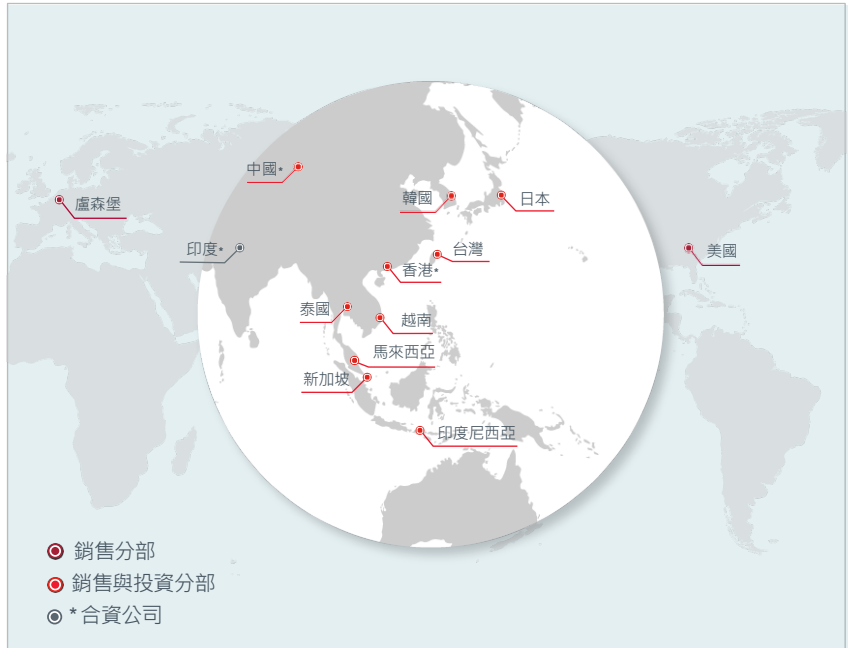 中國*
韓國
日本
盧森堡
印度*
台灣
美國
香港*
泰國
越南
馬來西亞
新加坡
印度尼西亞
銷售分部
銷售與投資分部
* 合資公司